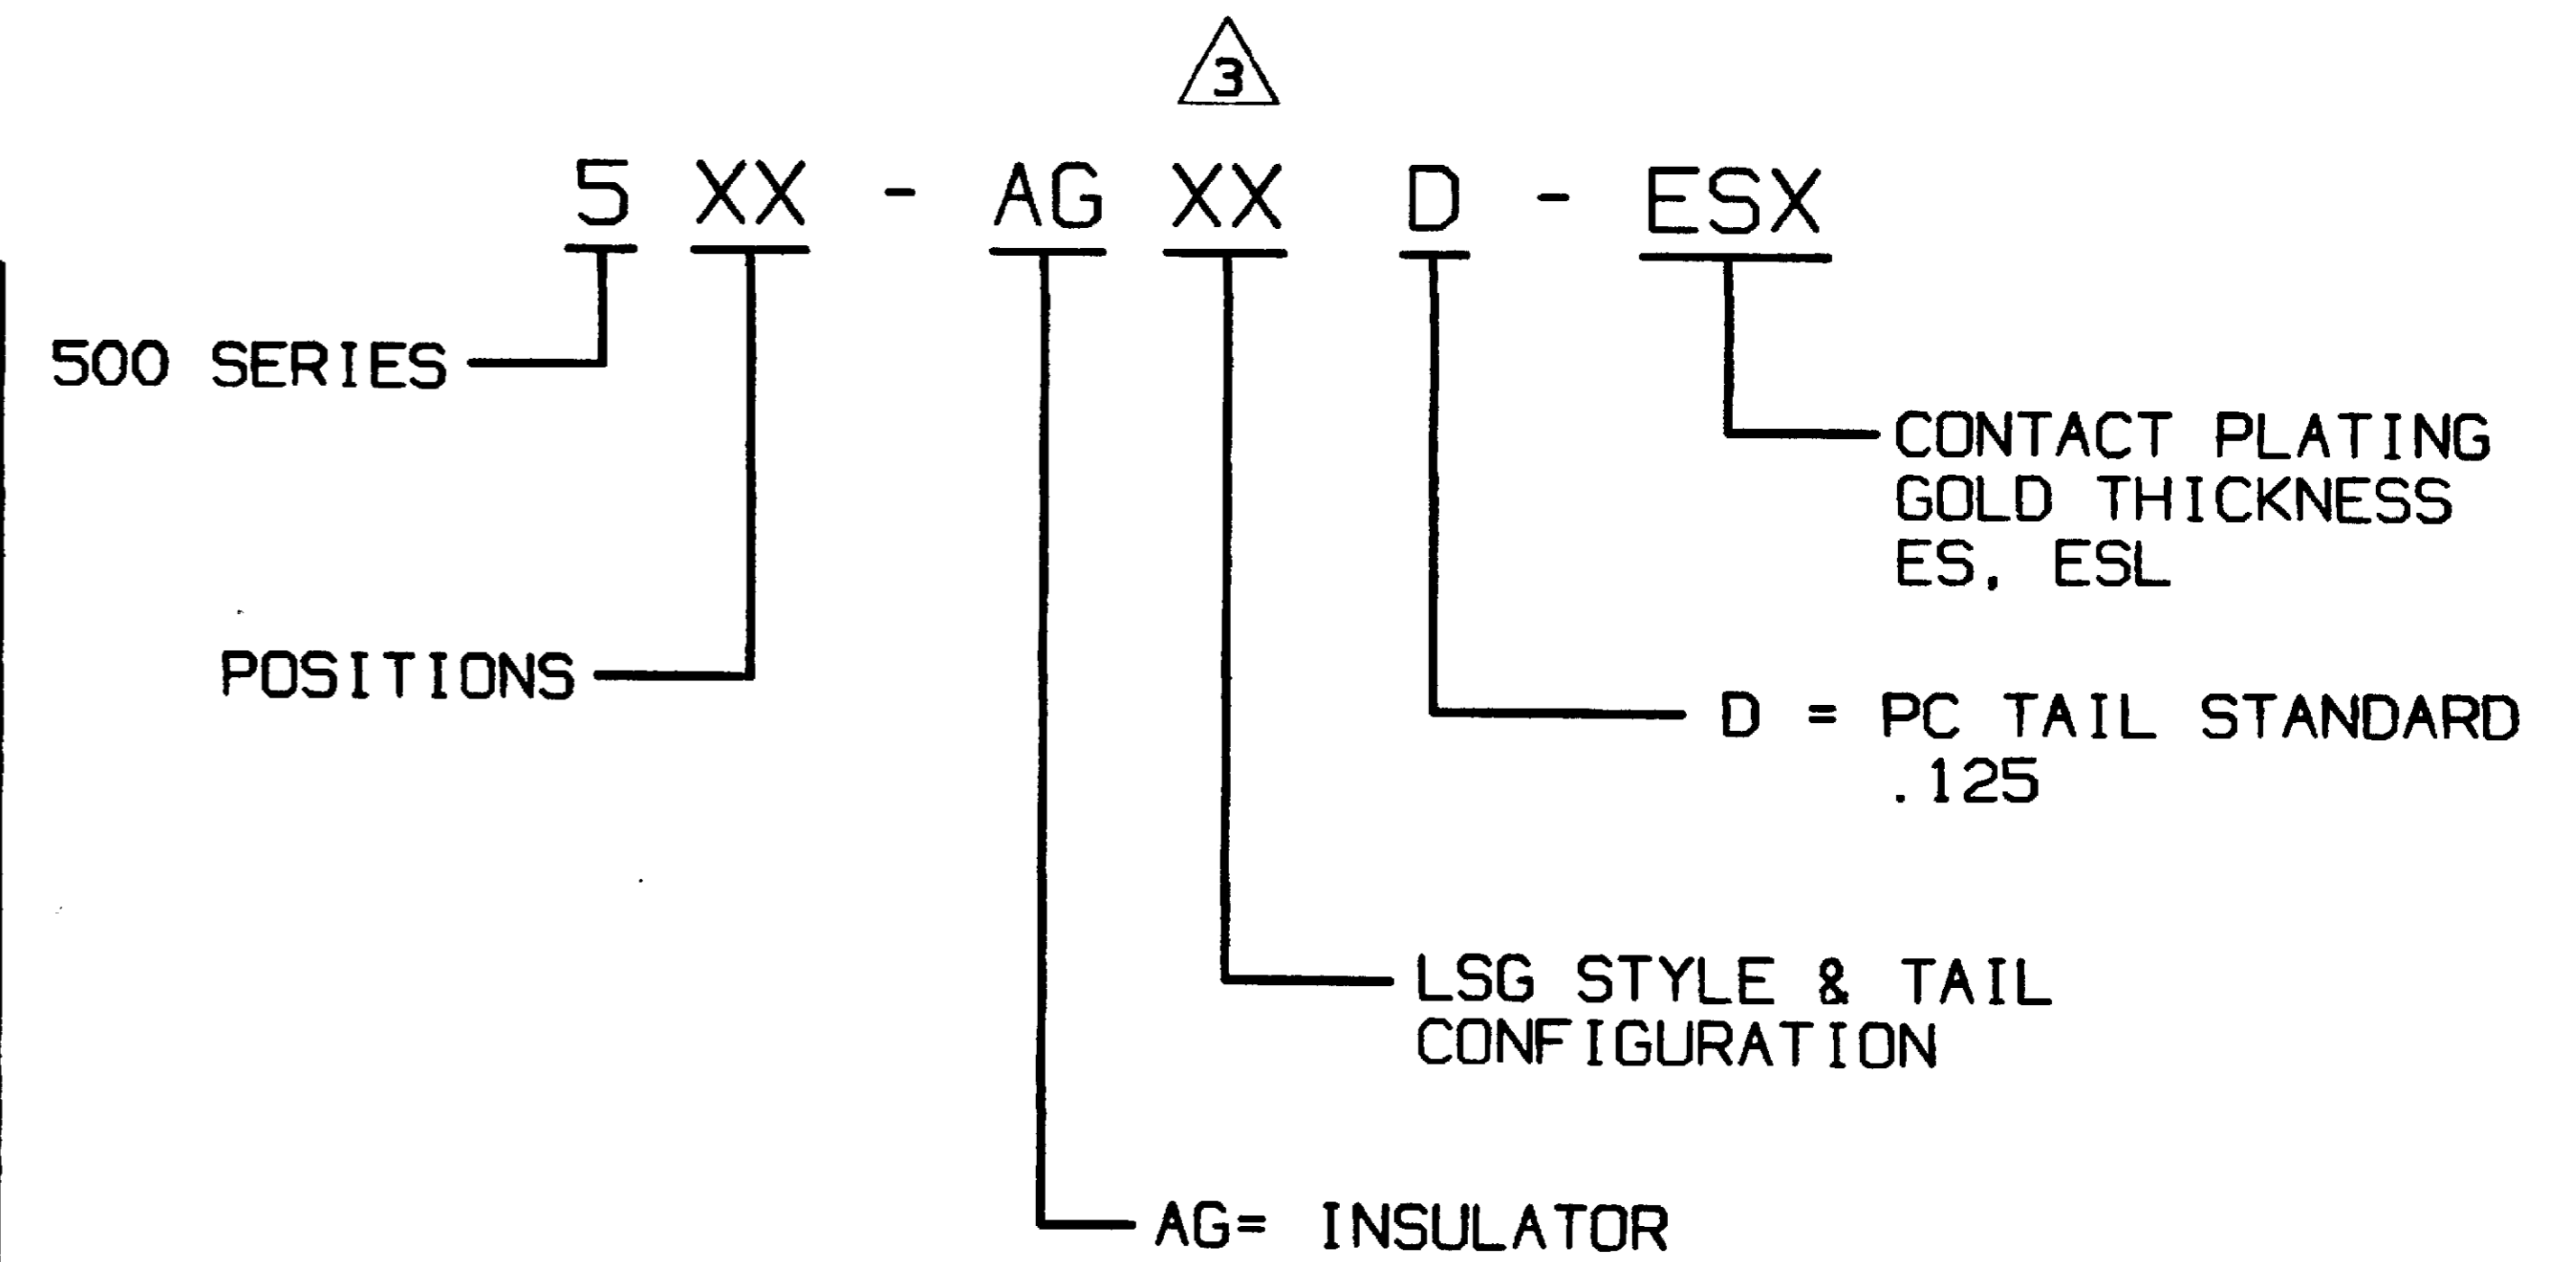 3
5 XX - AG XX D - ESX
500 SERIES
CONTACT PLATING
GOLD THICKNESS
ES, ESL
POSITIONS
D = PC TAIL STANDARD
.125
LSG STYLE & TAIL
CONFIGURATION
AG= INSULATOR